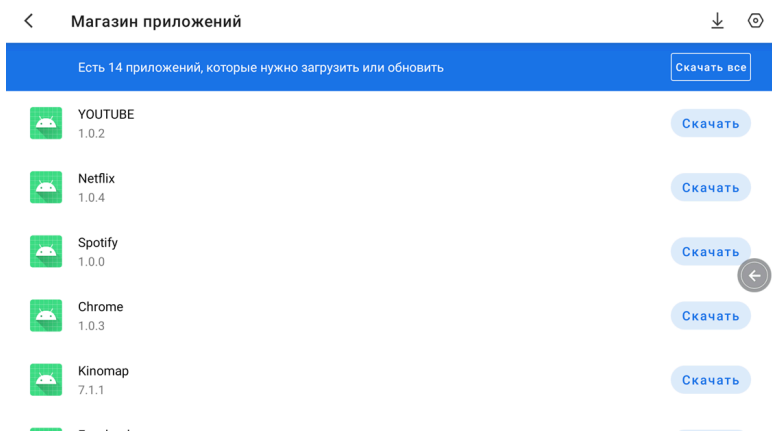 Магазин приложений
Есть 14 приложений, которые нужно загрузить или обновить
Скачать все
YOUTUBE
1.0.2
Скачать
Netflix
1.0.4
Скачать
Spotify
1.0.0
Скачать
Chrome
1.0.3
Скачать
Kinomap
7.1.1
Скачать